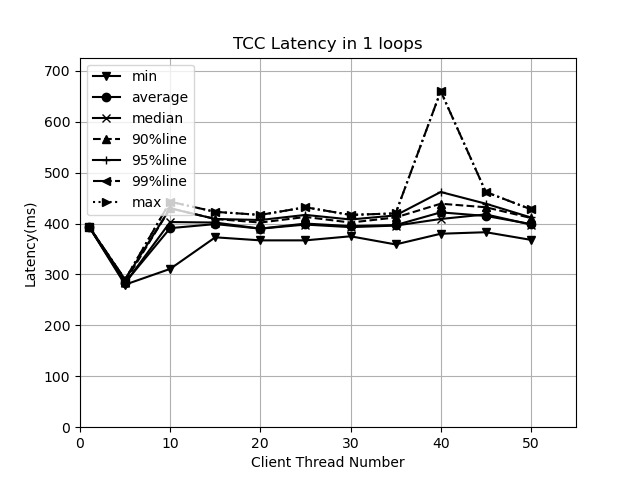 TCC Latency in 1 loops
700
600
500
400
300
200
100
0
Latency(ms)
min
average
median
90%line
95%line
99%line
max
0
10
20
30
40
50
Client Thread Number